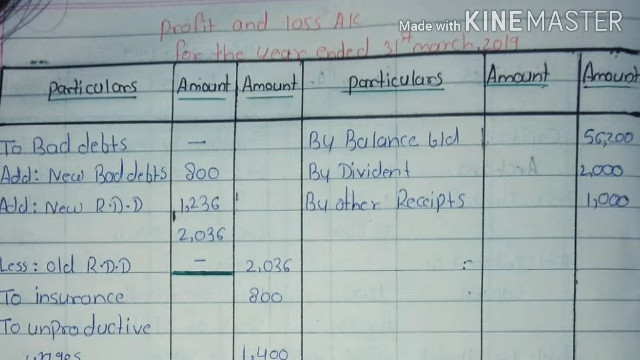 Made with KINEMASTER
Profit and loss A/c
for the year ended 31st march, 2019
Particulars Amount Amount Particulars Amount Amount
To Bad debts — By Balance b/d 56,200
Add: New Bad debts 800 By Divident 2,000
Add: New R.D.D 1,236 By other Receipts 1,000
2,036
Less: old R.D.D — 2,036
To insurance 800
To unproductive
1,400